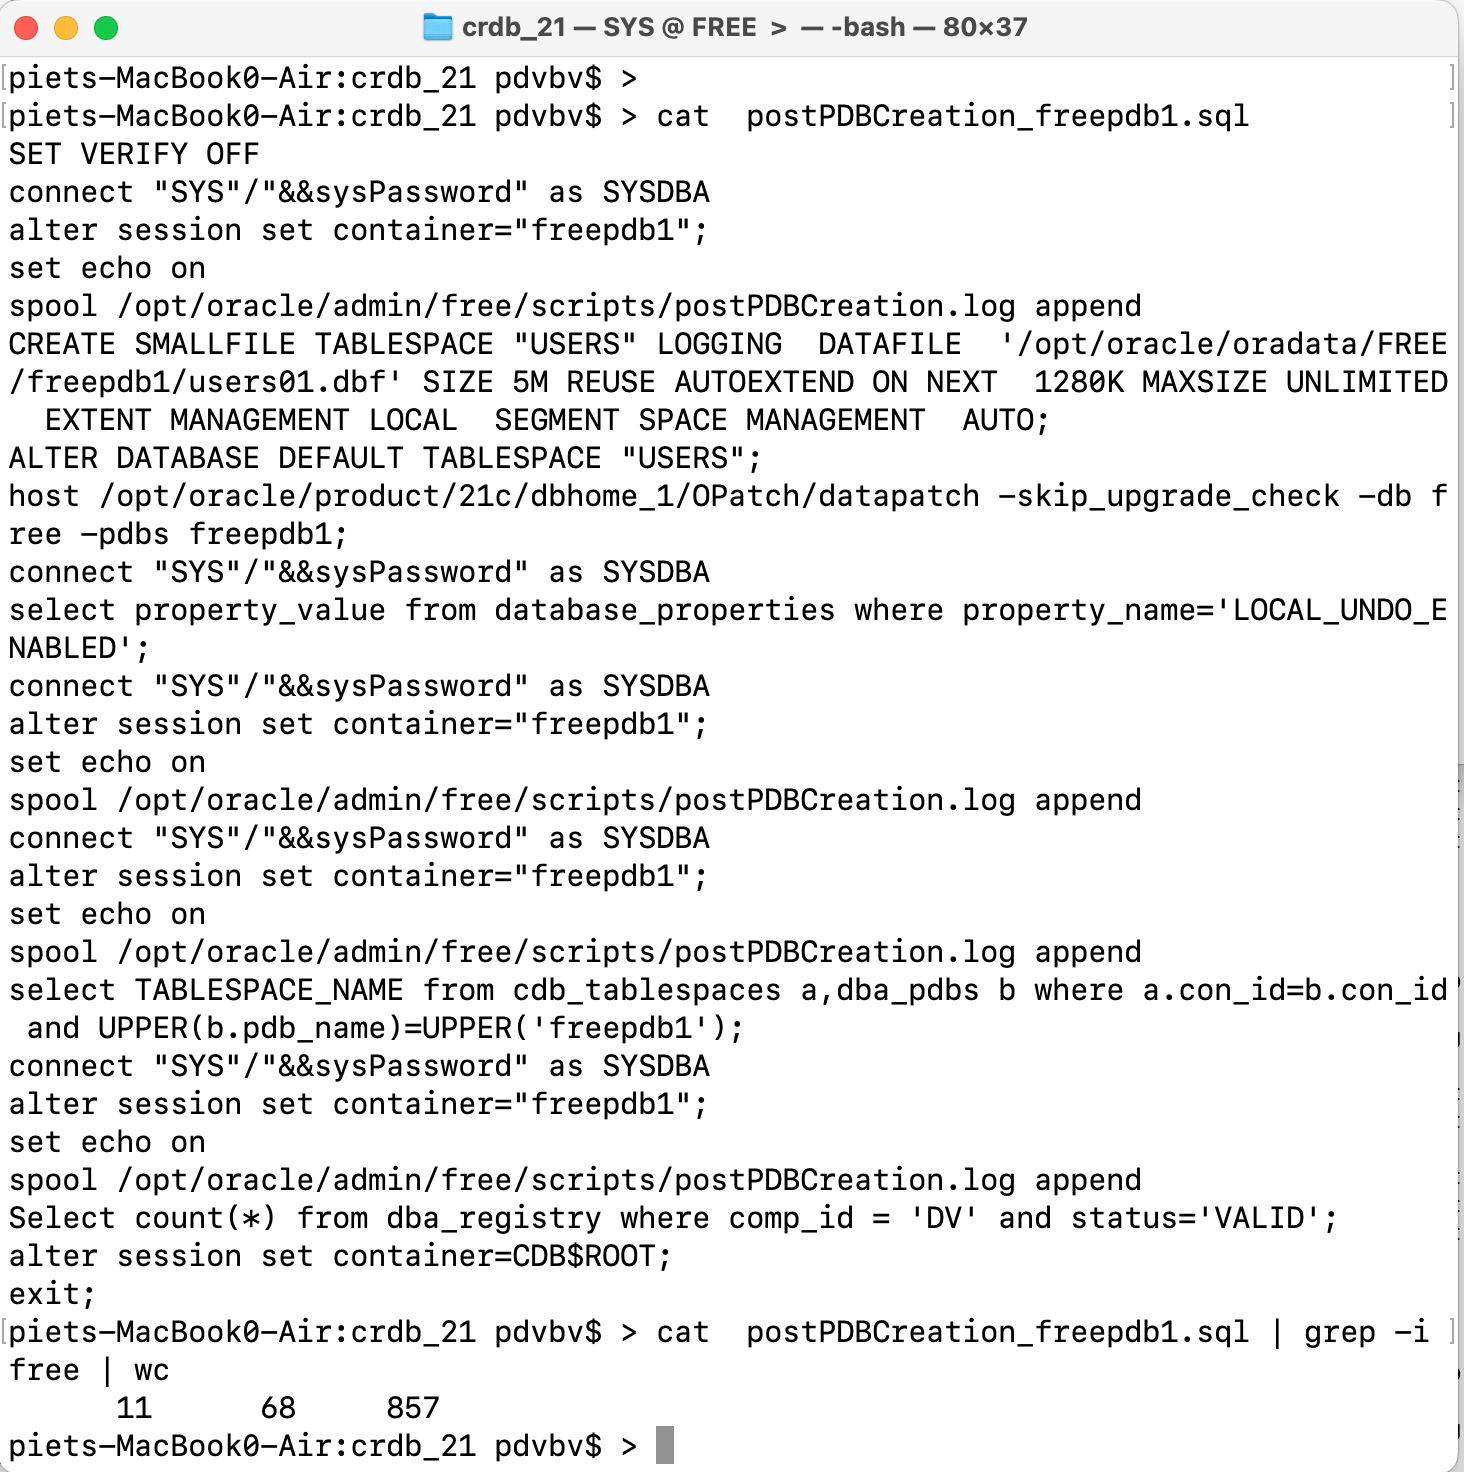 crdb_21 — SYS @ FREE  >  — -bash — 80×37
piets-MacBook0-Air:crdb_21 pdvbv$ >
piets-MacBook0-Air:crdb_21 pdvbv$ > cat  postPDBCreation_freepdb1.sql
SET VERIFY OFF
connect "SYS"/"&&sysPassword" as SYSDBA
alter session set container="freepdb1";
set echo on
spool /opt/oracle/admin/free/scripts/postPDBCreation.log append
CREATE SMALLFILE TABLESPACE "USERS" LOGGING  DATAFILE  '/opt/oracle/oradata/FREE
/freepdb1/users01.dbf' SIZE 5M REUSE AUTOEXTEND ON NEXT  1280K MAXSIZE UNLIMITED
  EXTENT MANAGEMENT LOCAL  SEGMENT SPACE MANAGEMENT  AUTO;
ALTER DATABASE DEFAULT TABLESPACE "USERS";
host /opt/oracle/product/21c/dbhome_1/OPatch/datapatch -skip_upgrade_check -db f
ree -pdbs freepdb1;
connect "SYS"/"&&sysPassword" as SYSDBA
select property_value from database_properties where property_name='LOCAL_UNDO_E
NABLED';
connect "SYS"/"&&sysPassword" as SYSDBA
alter session set container="freepdb1";
set echo on
spool /opt/oracle/admin/free/scripts/postPDBCreation.log append
connect "SYS"/"&&sysPassword" as SYSDBA
alter session set container="freepdb1";
set echo on
spool /opt/oracle/admin/free/scripts/postPDBCreation.log append
select TABLESPACE_NAME from cdb_tablespaces a,dba_pdbs b where a.con_id=b.con_id
 and UPPER(b.pdb_name)=UPPER('freepdb1');
connect "SYS"/"&&sysPassword" as SYSDBA
alter session set container="freepdb1";
set echo on
spool /opt/oracle/admin/free/scripts/postPDBCreation.log append
Select count(*) from dba_registry where comp_id = 'DV' and status='VALID';
alter session set container=CDB$ROOT;
exit;
piets-MacBook0-Air:crdb_21 pdvbv$ > cat  postPDBCreation_freepdb1.sql | grep -i
free | wc
      11      68     857
piets-MacBook0-Air:crdb_21 pdvbv$ >